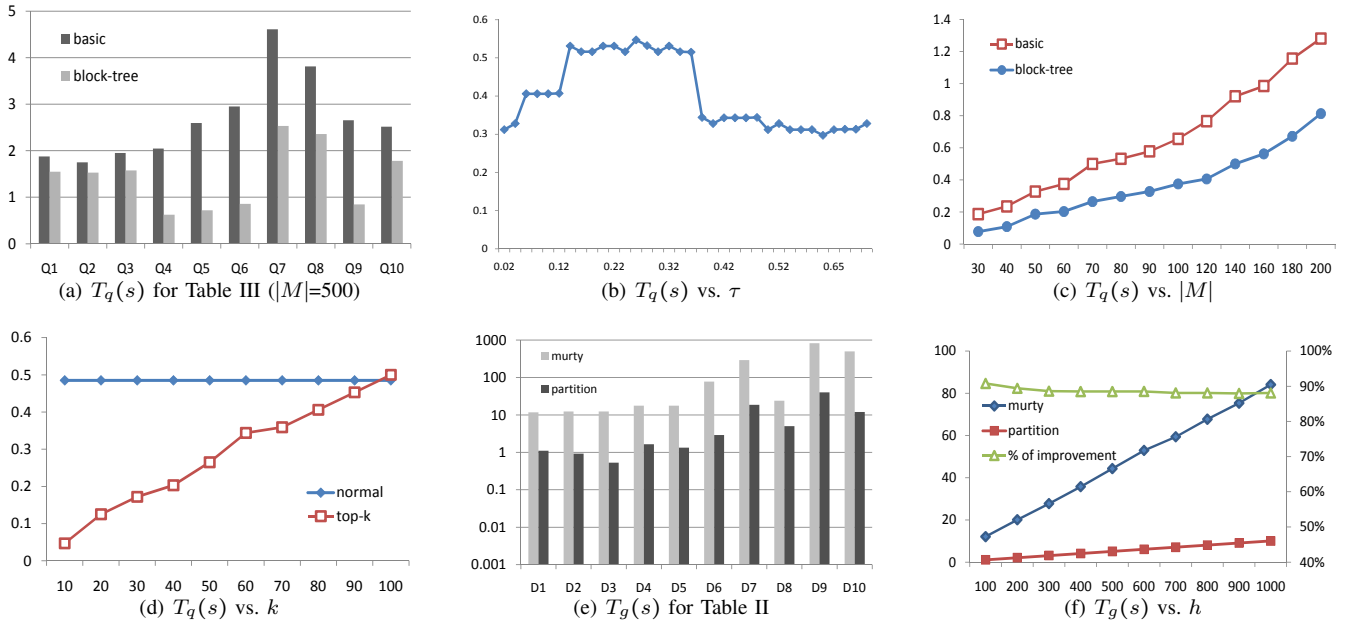 5
4
3
2
1
0
basic
block-tree
Q1 Q2 Q3 Q4 Q5 Q6 Q7 Q8 Q9 Q10
(a) Tq(s) for Table III (|M|=500)
0.6
0.5
0.4
0.3
0.2
0.1
0
0.02 0.12 0.22 0.32 0.42 0.52 0.65
(b) Tq(s) vs. τ
1.4
1.2
1
0.8
0.6
0.4
0.2
0
basic
block-tree
30 40 50 60 70 80 90 100 120 140 160 180 200
(c) Tq(s) vs. |M|
0.6
0.5
0.4
0.3
0.2
0.1
0
normal
top-k
10 20 30 40 50 60 70 80 90 100
(d) Tq(s) vs. k
1000
100
10
1
0.1
0.01
0.001
murty
partition
D1 D2 D3 D4 D5 D6 D7 D8 D9 D10
(e) Tg(s) for Table II
100
80
60
40
20
0
murty
partition
% of improvement
100%
90%
80%
70%
60%
50%
40%
100 200 300 400 500 600 700 800 900 1000
(f) Tg(s) vs. h